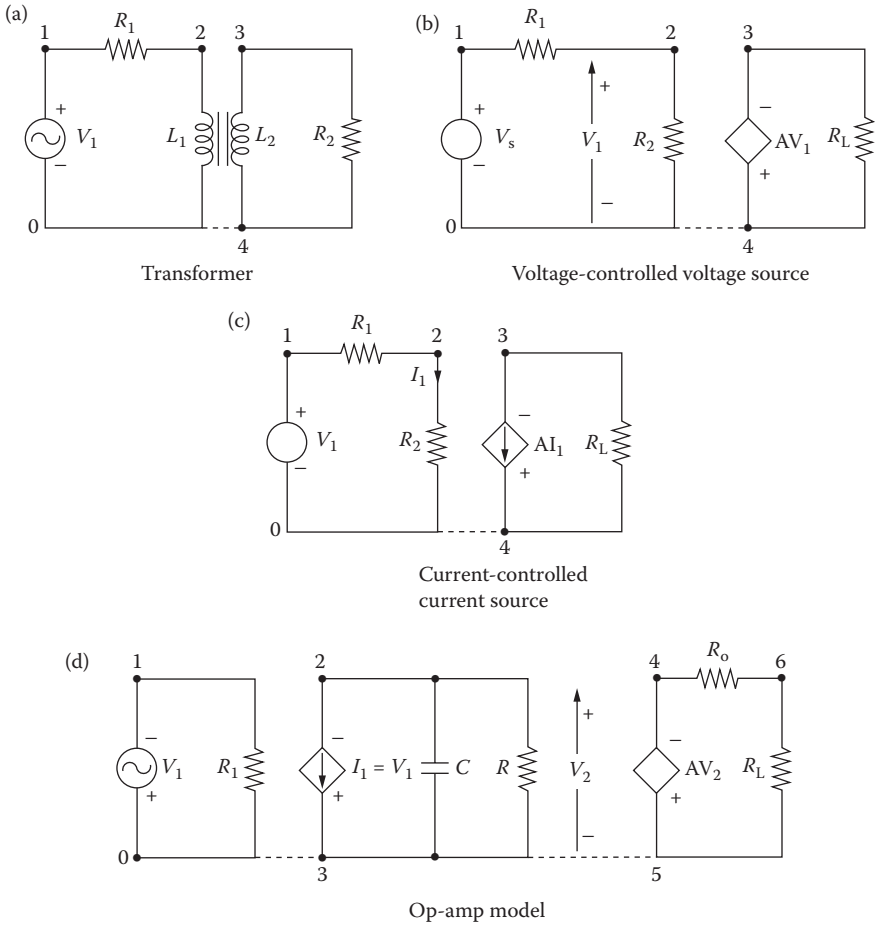 (a)
1 R1 2 3
+
V1
−
L1 L2 R2
0
4
Transformer
(b)
1 R1 2 3
+
Vs
−
+
V1
−
R2
−
AV1
+
RL
0
4
Voltage-controlled voltage source
(c)
1 R1 2 3
I1
+
V1
−
R2
−
AI1
+
RL
0
4
Current-controlled
current source
(d)
1 2 4 Ro 6
−
V1
+
R1
−
I1 = V1
+
C R
+
V2
−
−
AV2
+
RL
0
3 5
Op-amp model